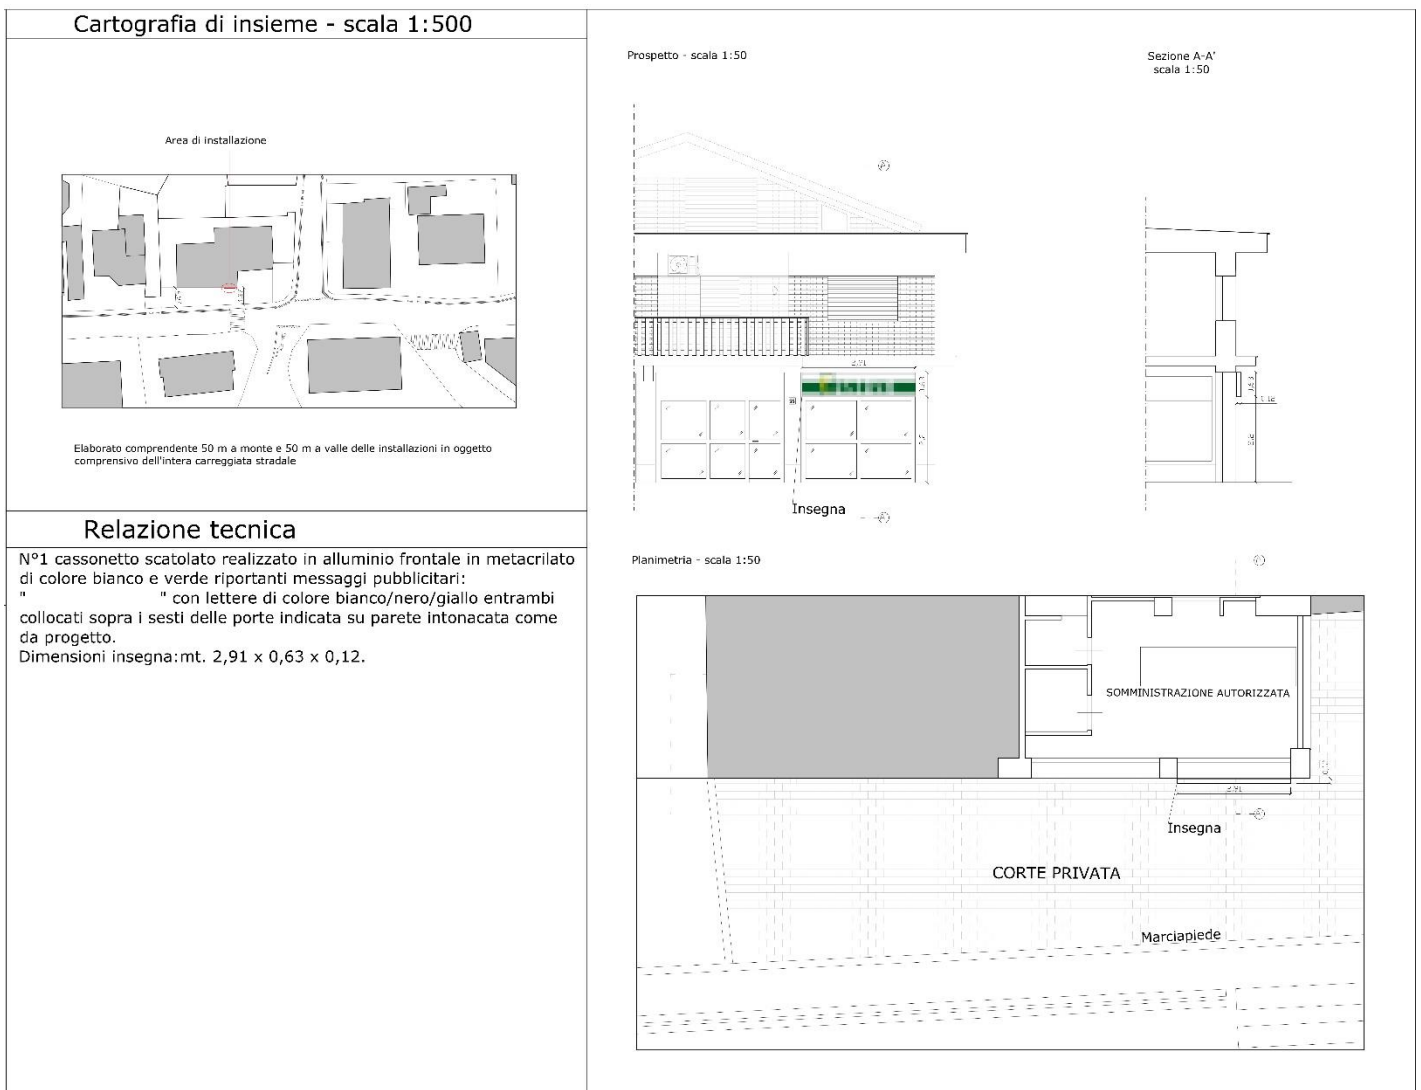 Cartografia di insieme - scala 1:500
Area di installazione
Elaborato comprendente 50 m a monte e 50 m a valle delle installazioni in oggetto
comprensivo dell'intera carreggiata stradale
Relazione tecnica
N°1 cassonetto scatolato realizzato in alluminio frontale in metacrilato
di colore bianco e verde riportanti messaggi pubblicitari:
" " con lettere di colore bianco/nero/giallo entrambi
collocati sopra i sesti delle porte indicata su parete intonacata come
da progetto.
Dimensioni insegna:mt. 2,91 x 0,63 x 0,12.
Prospetto - scala 1:50
2,91
Insegna
Sezione A-A'
scala 1:50
Planimetria - scala 1:50
SOMMINISTRAZIONE AUTORIZZATA
2,91
Insegna
CORTE PRIVATA
Marciapiede